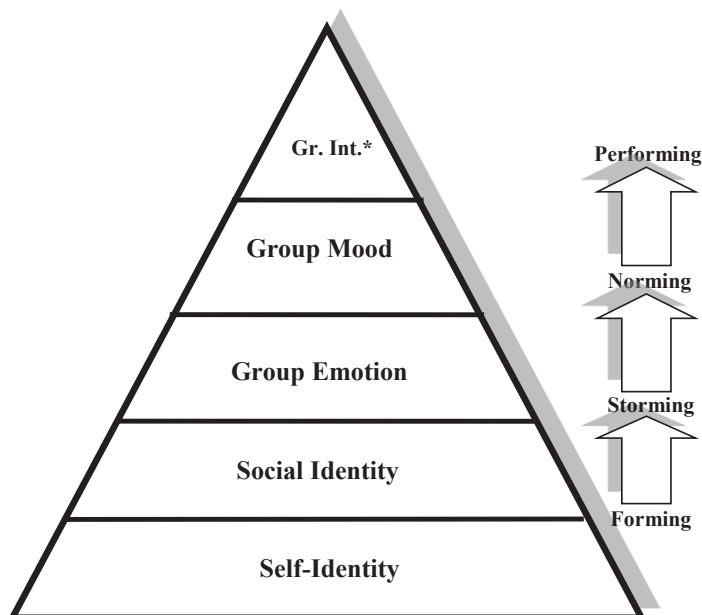 Gr. Int.*
Group Mood
Group Emotion
Social Identity
Self-Identity
Performing
Norming
Storming
Forming